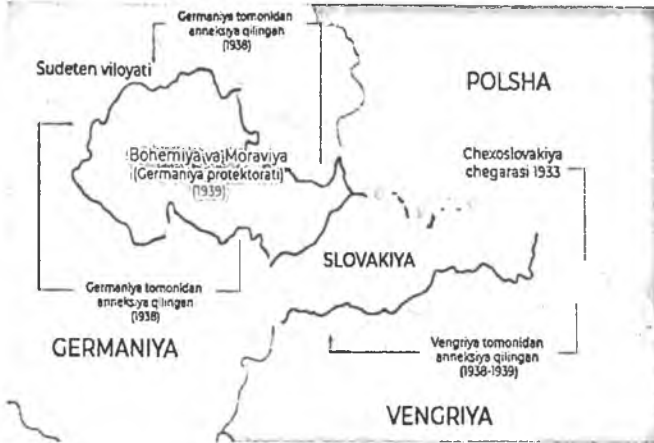 Germaniya tomonidan
anneksiya qilingan
(1938)
Sudeten viloyati
POLSHA
Bohemiya va Moraviya
(Germaniya protektorati)
(1939)
Chexoslovakiya
chegarasi 1933
SLOVAKIYA
Germaniya tomonidan
anneksiya qilingan
(1938)
GERMANIYA
Vengriya tomonidan
anneksiya qilingan
(1938-1939)
VENGRIYA